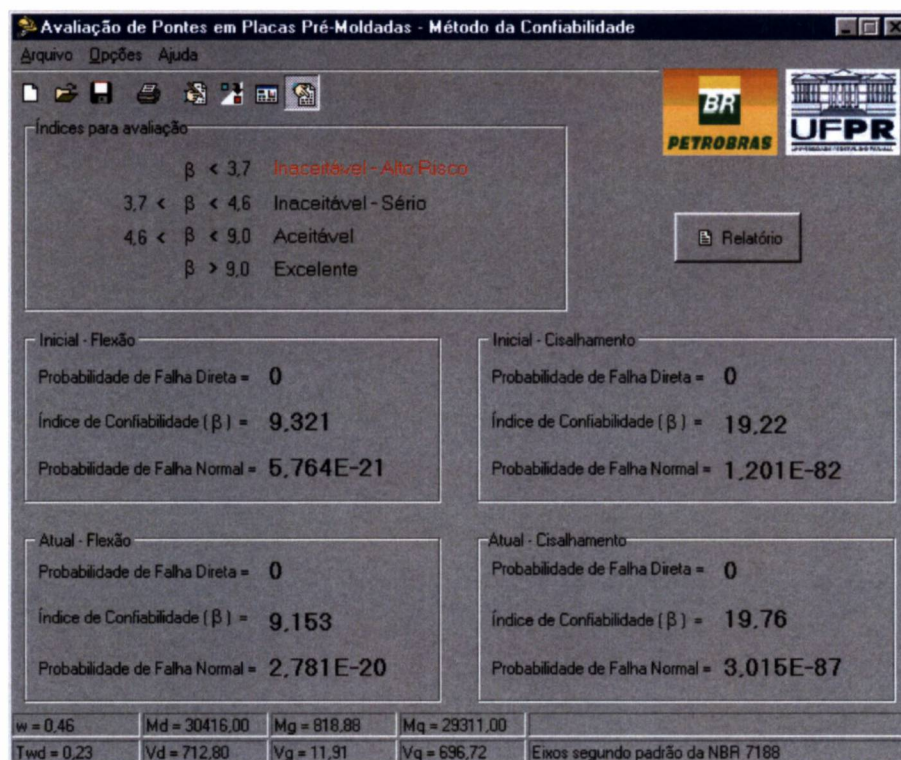 Avaliação de Pontes em Placas Pré-Moldadas - Método da Confiabilidade
Arquivo Opções Ajuda
BR
PETROBRAS
UFPR
Índices para avaliação
β < 3,7 Inaceitável - Alto Risco
3,7 < β < 4,6 Inaceitável - Sério
4,6 < β < 9,0 Aceitável
β > 9,0 Excelente
Relatório
Inicial - Flexão
Probabilidade de Falha Direta = 0
Índice de Confiabilidade ( β ) = 9,321
Probabilidade de Falha Normal = 5,764E-21
Inicial - Cisalhamento
Probabilidade de Falha Direta = 0
Índice de Confiabilidade ( β ) = 19,22
Probabilidade de Falha Normal = 1,201E-82
Atual - Flexão
Probabilidade de Falha Direta = 0
Índice de Confiabilidade ( β ) = 9,153
Probabilidade de Falha Normal = 2,781E-20
Atual - Cisalhamento
Probabilidade de Falha Direta = 0
Índice de Confiabilidade ( β ) = 19,76
Probabilidade de Falha Normal = 3,015E-87
w = 0,46 Md = 30416,00 Mg = 818,88 Mq = 29311,00
Twd = 0,23 Vd = 712,80 Vg = 11,91 Vq = 696,72 Eixos segundo padrão da NBR 7188